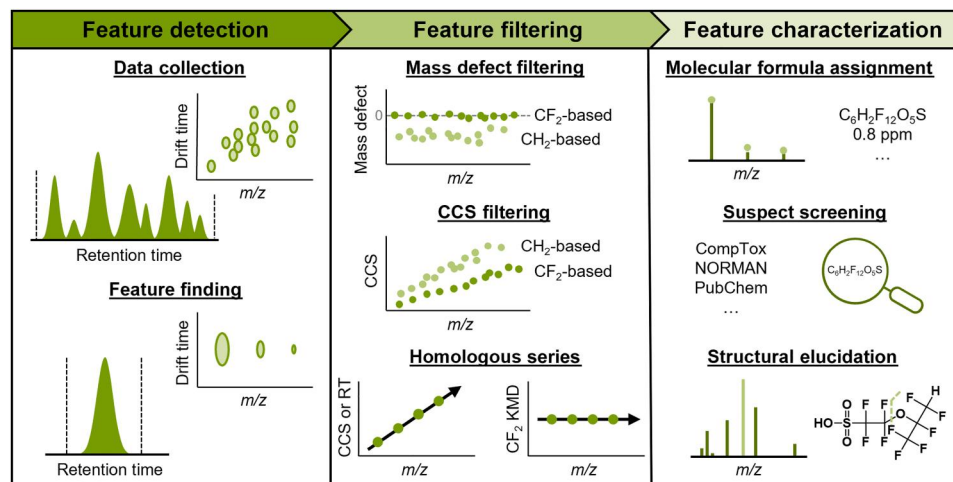 Feature detection
Feature filtering
Feature characterization
Data collection
Drift time
m/z
Retention time
Feature finding
Drift time
m/z
Retention time
Mass defect filtering
Mass defect
0
CF₂-based
CH₂-based
m/z
CCS filtering
CCS
CH₂-based
CF₂-based
m/z
Homologous series
CCS or RT
m/z
CF₂ KMD
m/z
Molecular formula assignment
C₆H₂F₁₂O₅S
0.8 ppm
...
m/z
Suspect screening
CompTox
NORMAN
PubChem
...
C₆H₂F₁₂O₅S
Structural elucidation
m/z
HO
S
O
O
F
F
F
F
O
F
F
H
F
F
F
F
F
F